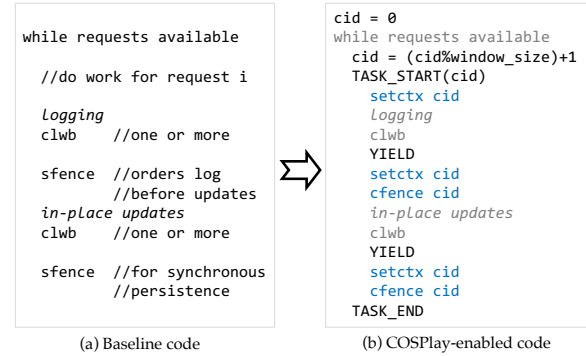 while requests available
//do work for request i
logging
clwb //one or more
sfence //orders log
//before updates
in-place updates
clwb //one or more
sfence //for synchronous
//persistence
(a) Baseline code
cid = 0
while requests available
cid = (cid%window_size)+1
TASK_START(cid)
setctx cid
logging
clwb
YIELD
setctx cid
cfence cid
in-place updates
clwb
YIELD
setctx cid
cfence cid
TASK_END
(b) COSPlay-enabled code